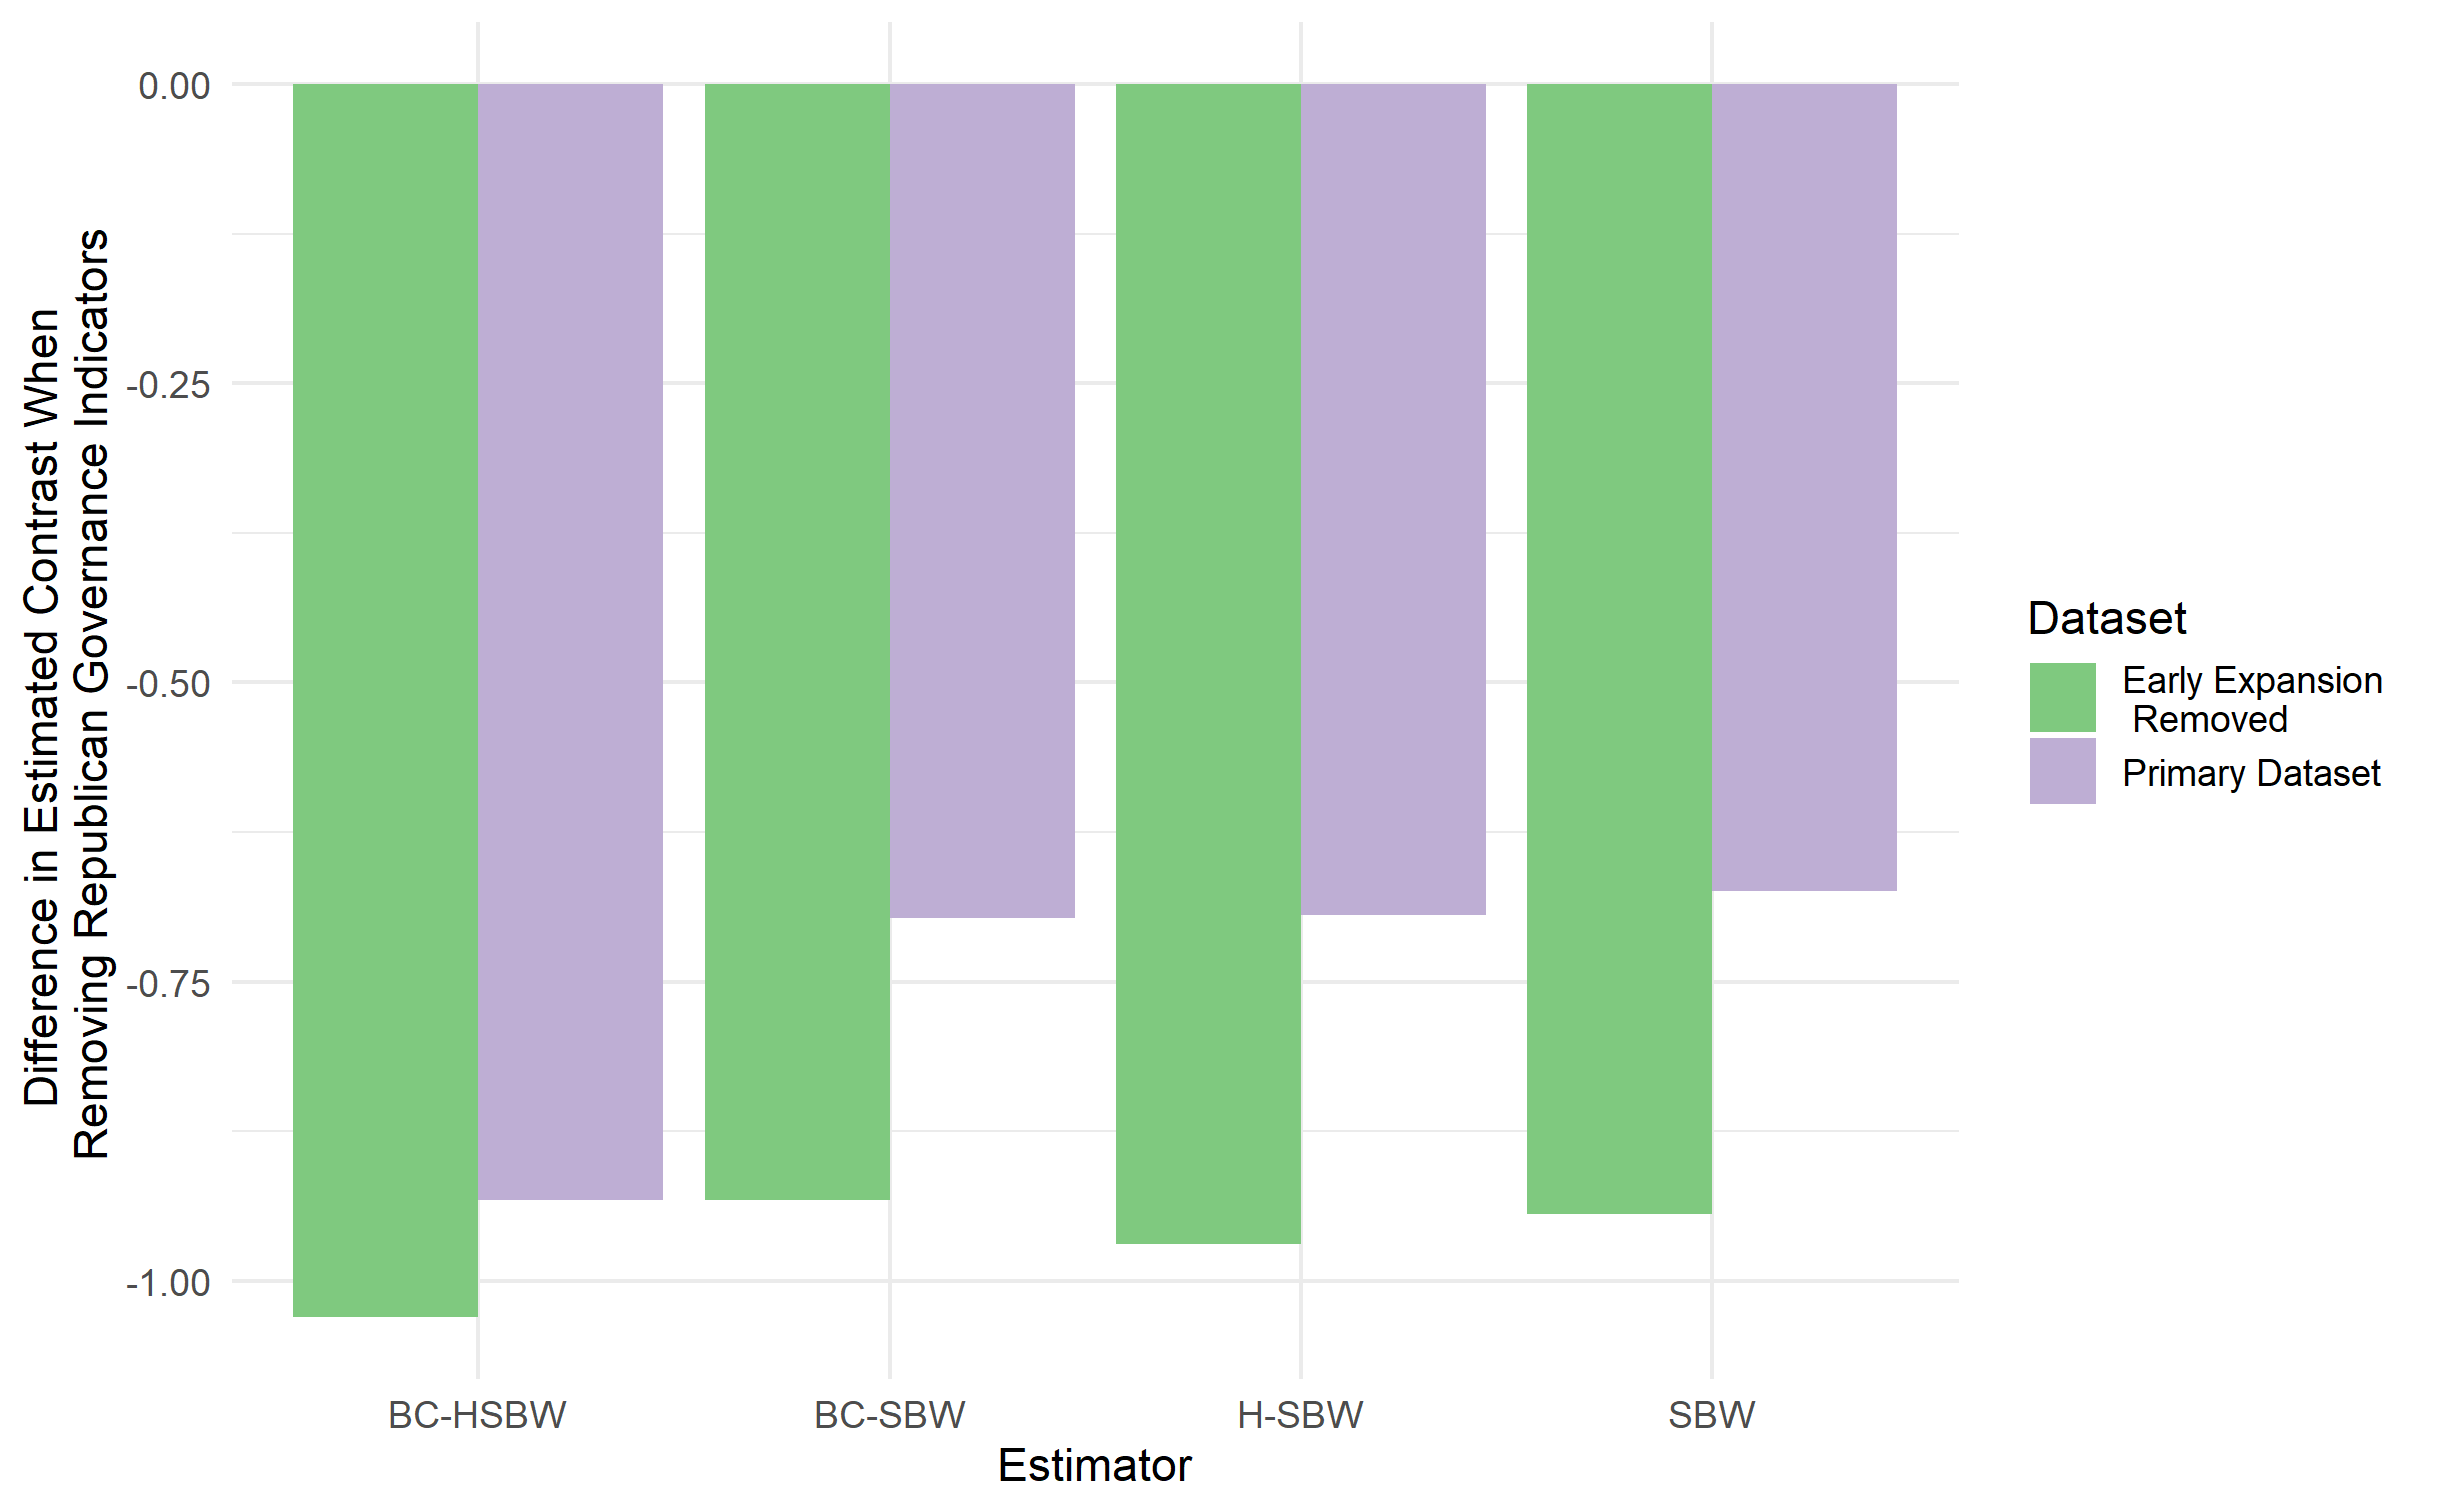 Difference in Estimated Contrast When
Removing Republican Governance Indicators
0.00
-0.25
-0.50
-0.75
-1.00
BC-HSBW
BC-SBW
H-SBW
SBW
Estimator
Dataset
Early Expansion
Removed
Primary Dataset